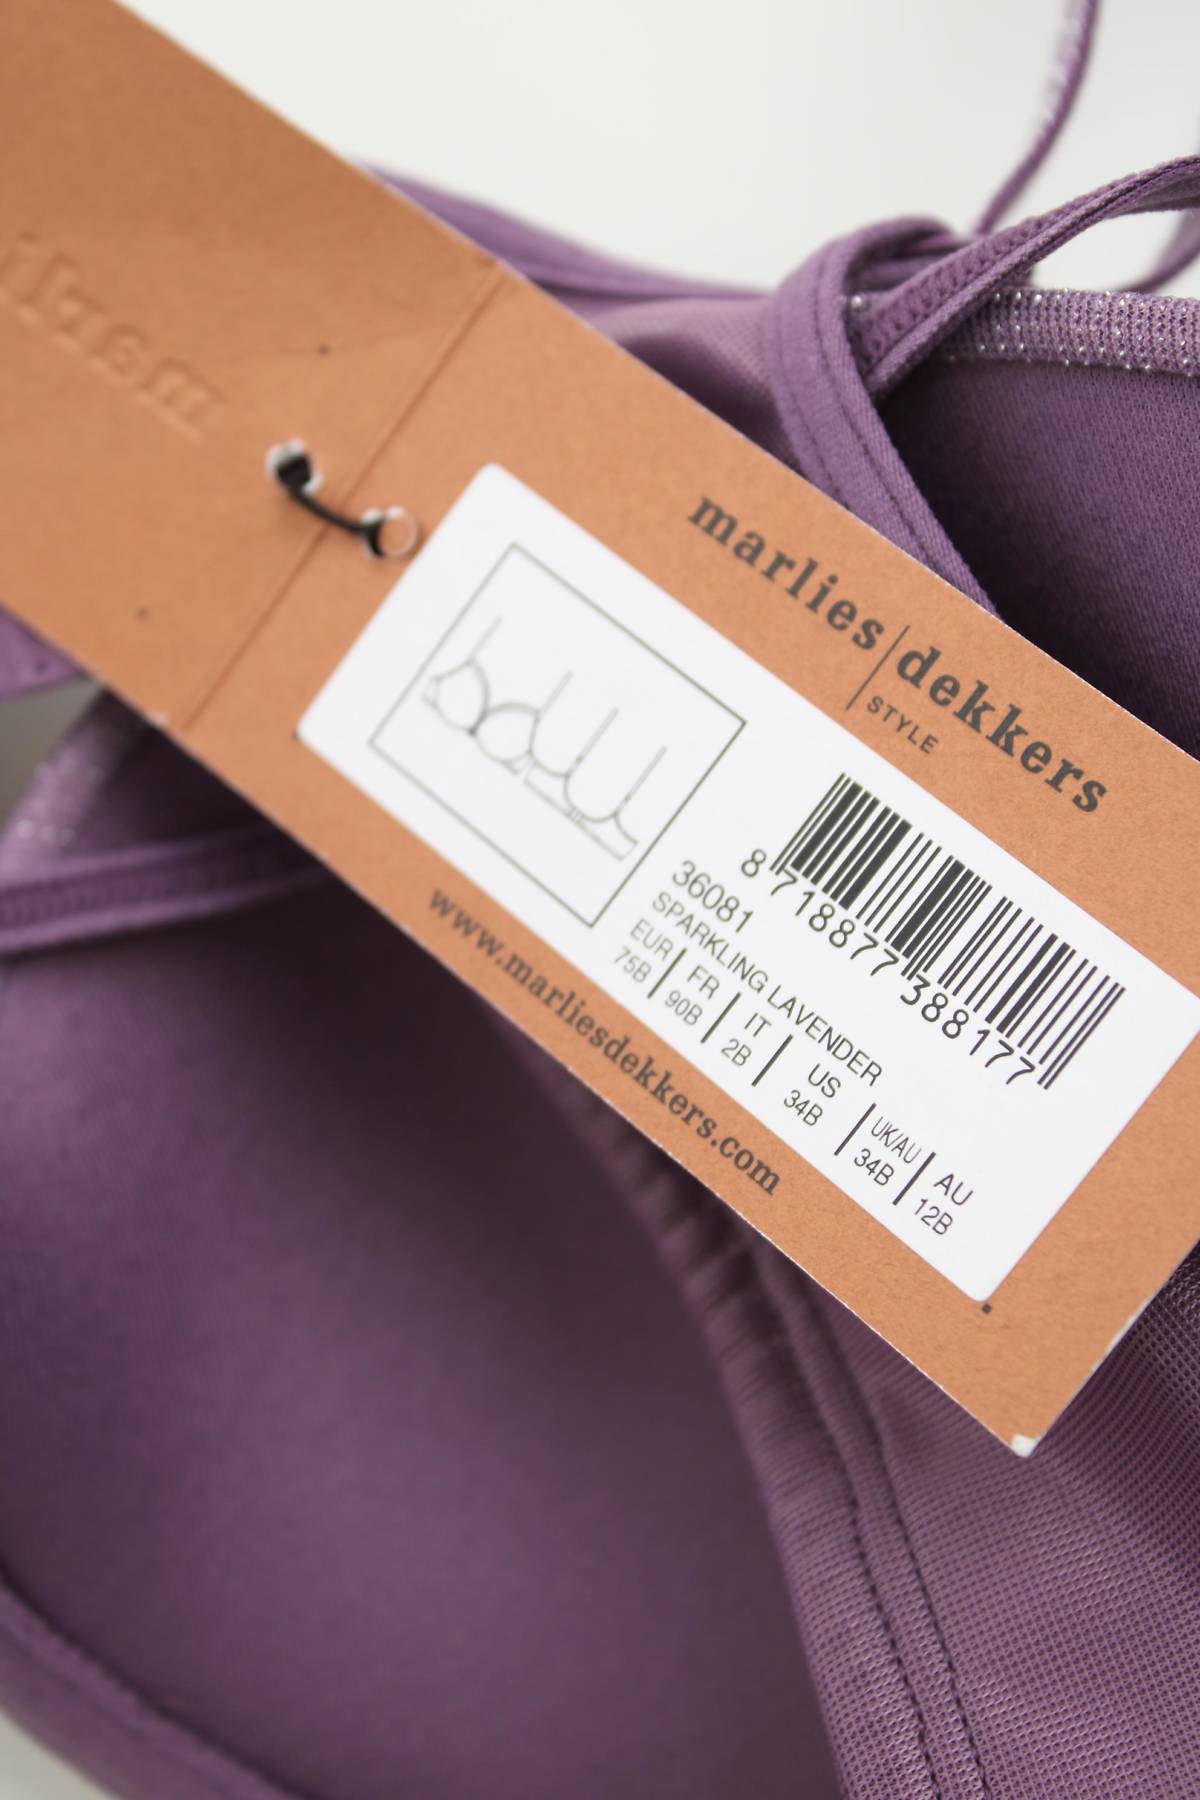 marlies | dekkers
STYLE
8 718877 388177
36081
SPARKLING LAVENDER
EUR | FR | IT | US | UK/AU | AU
75B | 90B | 2B | 34B | 34B | 12B
www.marliesdekkers.com
marli